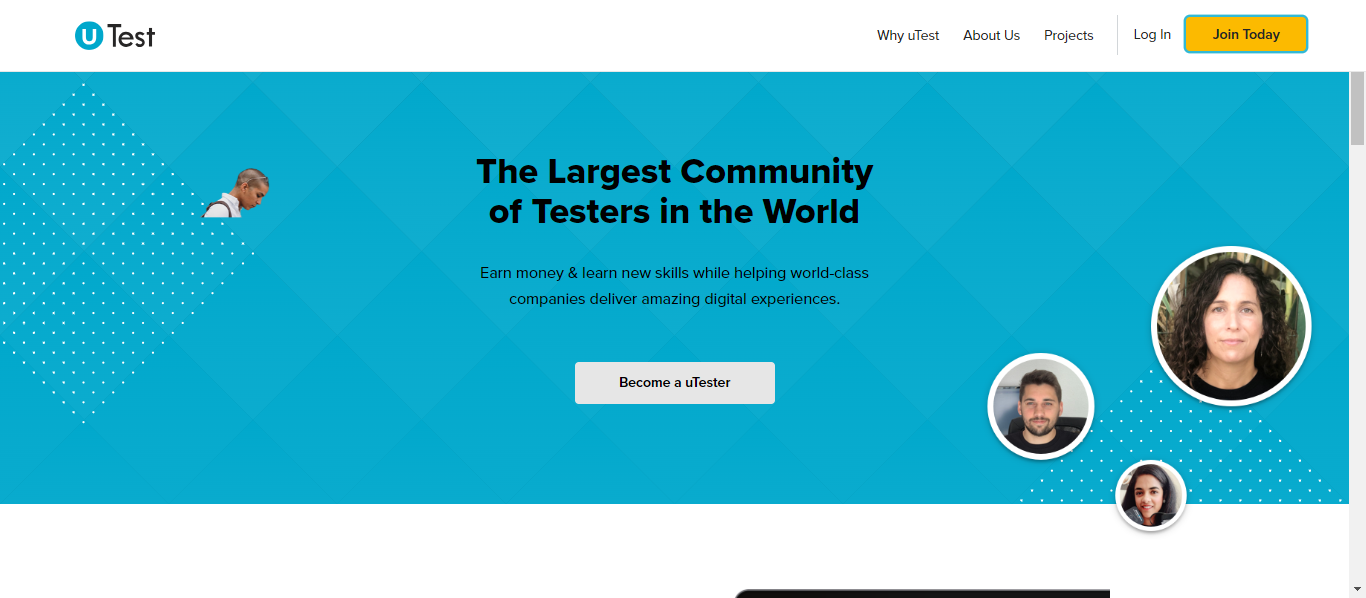 uTest
Why uTest
About Us
Projects
Log In
Join Today
The Largest Community
of Testers in the World
Earn money & learn new skills while helping world-class
companies deliver amazing digital experiences.
Become a uTester